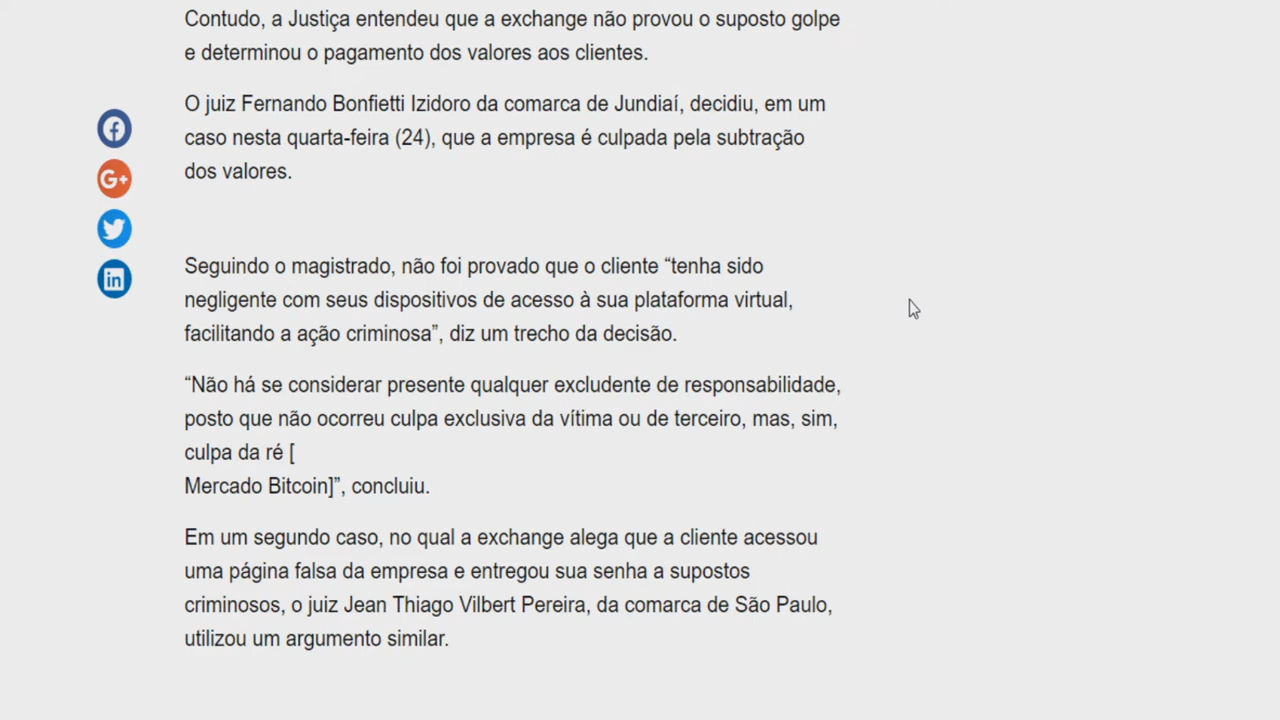 Contudo, a Justiça entendeu que a exchange não provou o suposto golpe
e determinou o pagamento dos valores aos clientes.
O juiz Fernando Bonfietti Izidoro da comarca de Jundiaí, decidiu, em um
caso nesta quarta-feira (24), que a empresa é culpada pela subtração
dos valores.
Seguindo o magistrado, não foi provado que o cliente “tenha sido
negligente com seus dispositivos de acesso à sua plataforma virtual,
facilitando a ação criminosa”, diz um trecho da decisão.
“Não há se considerar presente qualquer excludente de responsabilidade,
posto que não ocorreu culpa exclusiva da vítima ou de terceiro, mas, sim,
culpa da ré [
Mercado Bitcoin]”, concluiu.
Em um segundo caso, no qual a exchange alega que a cliente acessou
uma página falsa da empresa e entregou sua senha a supostos
criminosos, o juiz Jean Thiago Vilbert Pereira, da comarca de São Paulo,
utilizou um argumento similar.